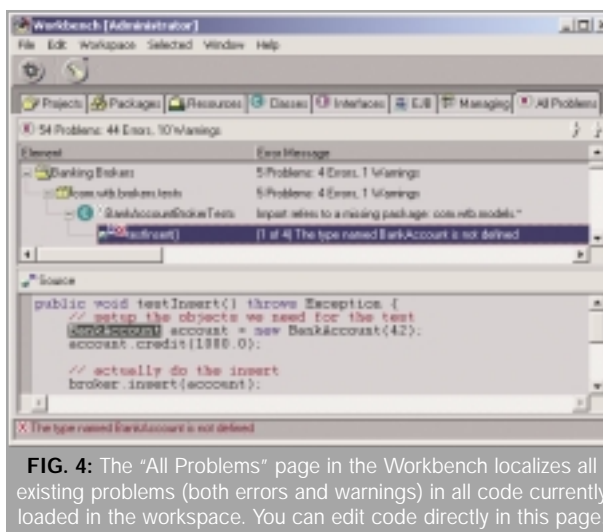 Workbench [Administrator]
File Edit Workspace Selected Window Help
Projects Packages Resources Classes Interfaces EJB Managing All Problems
54 Problems: 44 Errors, 10 Warnings
Element Error Message
Banking Brokers 5 Problems: 4 Errors, 1 Warnings
com.wtb.brokers.tests 5 Problems: 4 Errors, 1 Warnings
BankAccountBrokerTests Import refers to a missing package: com.wtb.models.*
testInsert() (1 of 4) The type named BankAccount is not defined
Source
public void testInsert() throws Exception {
// setup the objects we need for the test
BankAccount account = new BankAccount(42);
account.credit(1000.0);
// actually do the insert
broker.insert(account);
X The type named BankAccount is not defined
FIG. 4: The "All Problems" page in the Workbench localizes all
existing problems (both errors and warnings) in all code currently
loaded in the workspace. You can edit code directly in this page